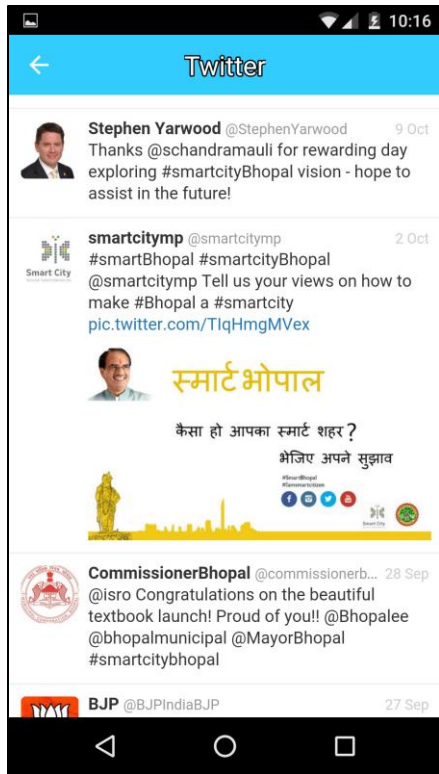 10:16
Twitter
Stephen Yarwood @StephenYarwood 9 Oct
Thanks @schandramauli for rewarding day
exploring #smartcityBhopal vision - hope to
assist in the future!
smartcitymp @smartcitymp 2 Oct
#smartBhopal #smartcityBhopal
@smartcitymp Tell us your views on how to
make #Bhopal a #smartcity
pic.twitter.com/TIqHmgMVex
Smart City
स्मार्ट भोपाल
कैसा हो आपका स्मार्ट शहर ?
भेजिए अपने सुझाव
#SmartBhopal
Smart City
CommissionerBhopal @commissionerb... 28 Sep
@isro Congratulations on the beautiful
textbook launch! Proud of you!! @Bhopalee
@bhopalmunicipal @MayorBhopal
#smartcitybhopal
BJP @BJPIndiaBJP 27 Sep